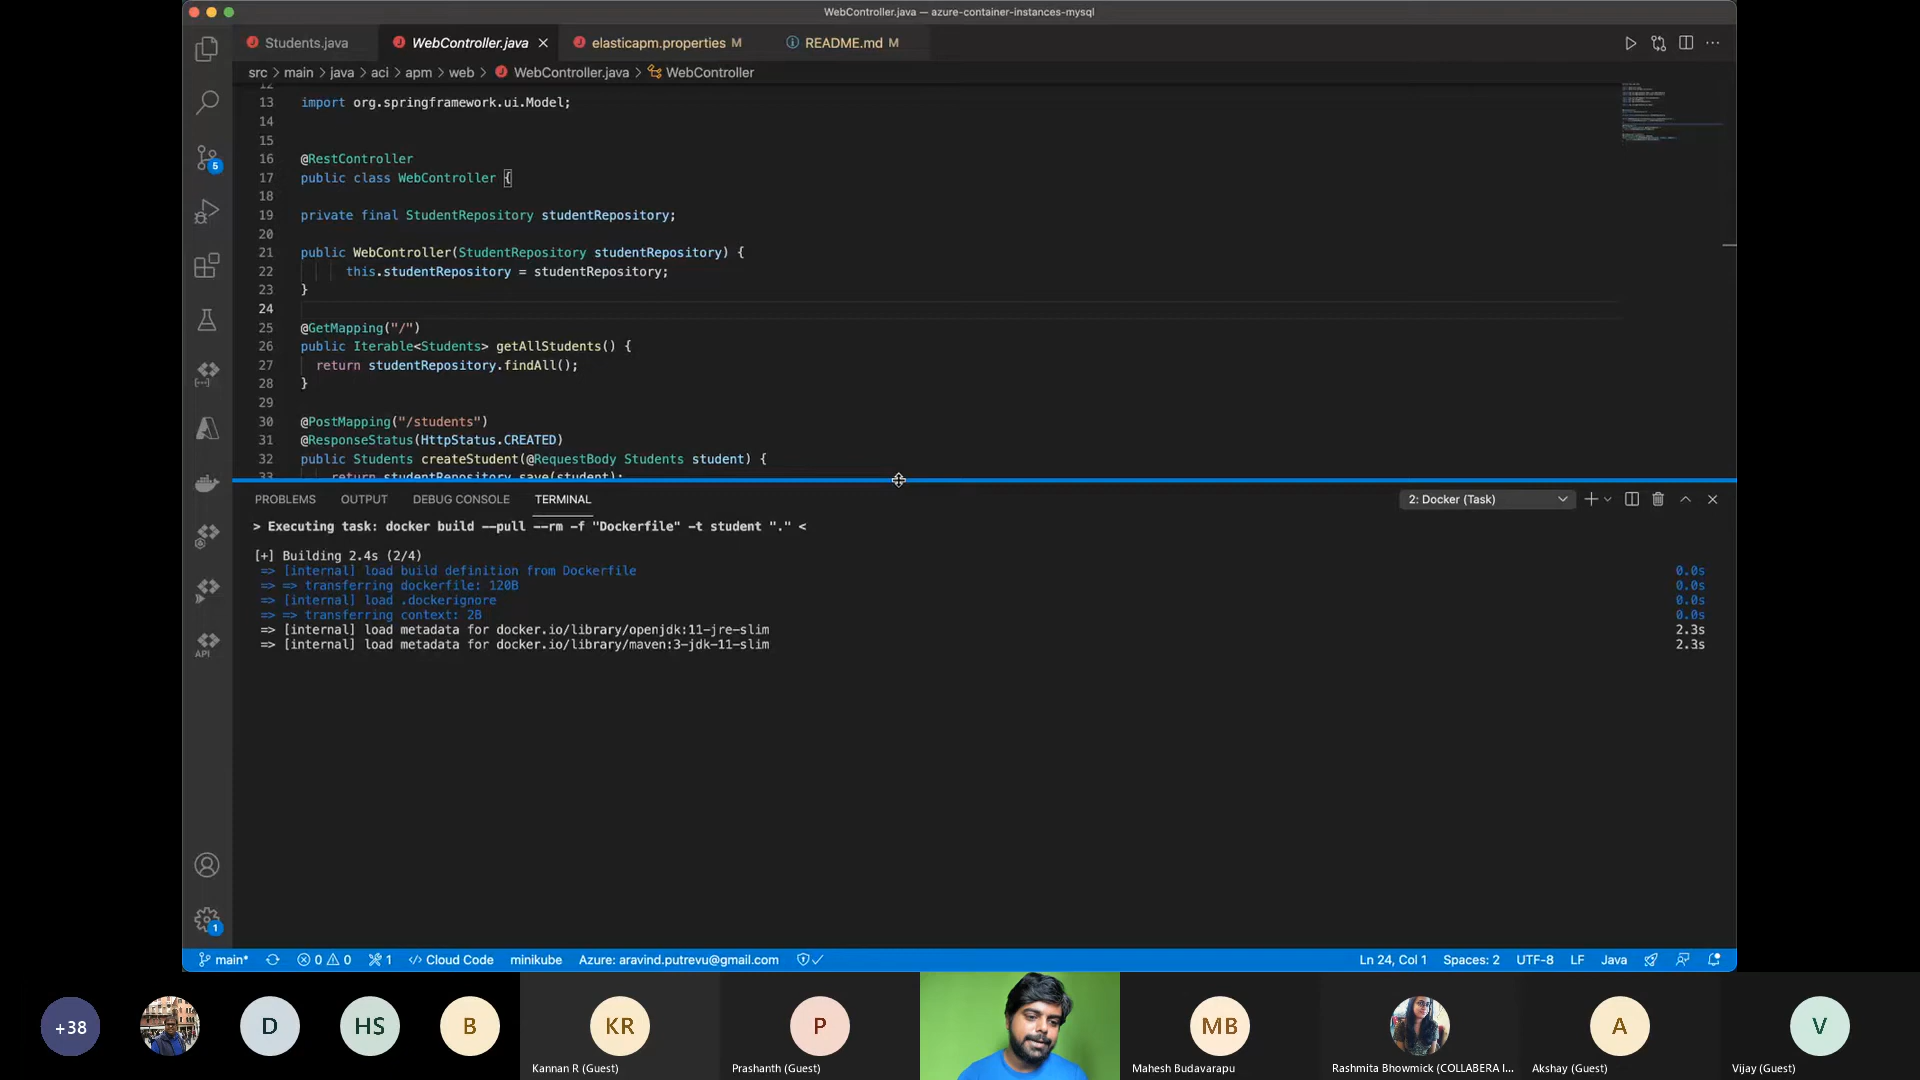 WebController.java — azure-container-instances-mysql
Students.java
WebController.java
elasticapm.properties M
README.md M
src > main > java > aci > apm > web > WebController.java > WebController
12
13 import org.springframework.ui.Model;
14
15
16 @RestController
17 public class WebController {
18
19 private final StudentRepository studentRepository;
20
21 public WebController(StudentRepository studentRepository) {
22 this.studentRepository = studentRepository;
23 }
24
25 @GetMapping("/")
26 public Iterable<Students> getAllStudents() {
27 return studentRepository.findAll();
28 }
29
30 @PostMapping("/students")
31 @ResponseStatus(HttpStatus.CREATED)
32 public Students createStudent(@RequestBody Students student) {
33 return studentRepository.save(student);
5
API
1
PROBLEMS OUTPUT DEBUG CONSOLE TERMINAL 2: Docker (Task)
> Executing task: docker build --pull --rm -f "Dockerfile" -t student "." <
[+] Building 2.4s (2/4)
=> [internal] load build definition from Dockerfile 0.0s
=> => transferring dockerfile: 120B 0.0s
=> [internal] load .dockerignore 0.0s
=> => transferring context: 2B 0.0s
=> [internal] load metadata for docker.io/library/openjdk:11-jre-slim 2.3s
=> [internal] load metadata for docker.io/library/maven:3-jdk-11-slim 2.3s
main* 0 0 1 Cloud Code minikube Azure: aravind.putrevu@gmail.com Ln 24, Col 1 Spaces: 2 UTF-8 LF Java
+38 D HS B KR P MB A V
Kannan R (Guest) Prashanth (Guest) Mahesh Budavarapu Rashmita Bhowmick (COLLABERA I... Akshay (Guest) Vijay (Guest)